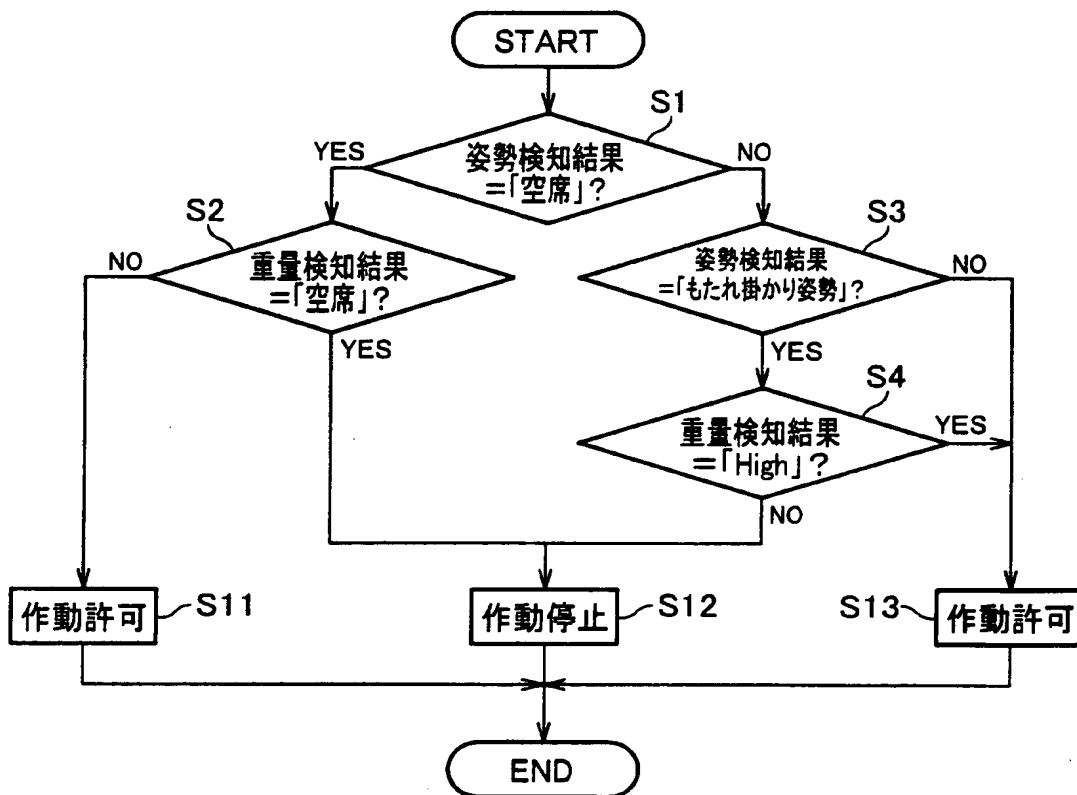 START
S1
YES
姿勢検知結果
=「空席」?
NO
S2
NO
重量検知結果
=「空席」?
YES
S3
姿勢検知結果
=「もたれ掛かり姿勢」?
NO
YES
S4
重量検知結果
=「High」?
YES
NO
作動許可
S11
作動停止
S12
S13
作動許可
END